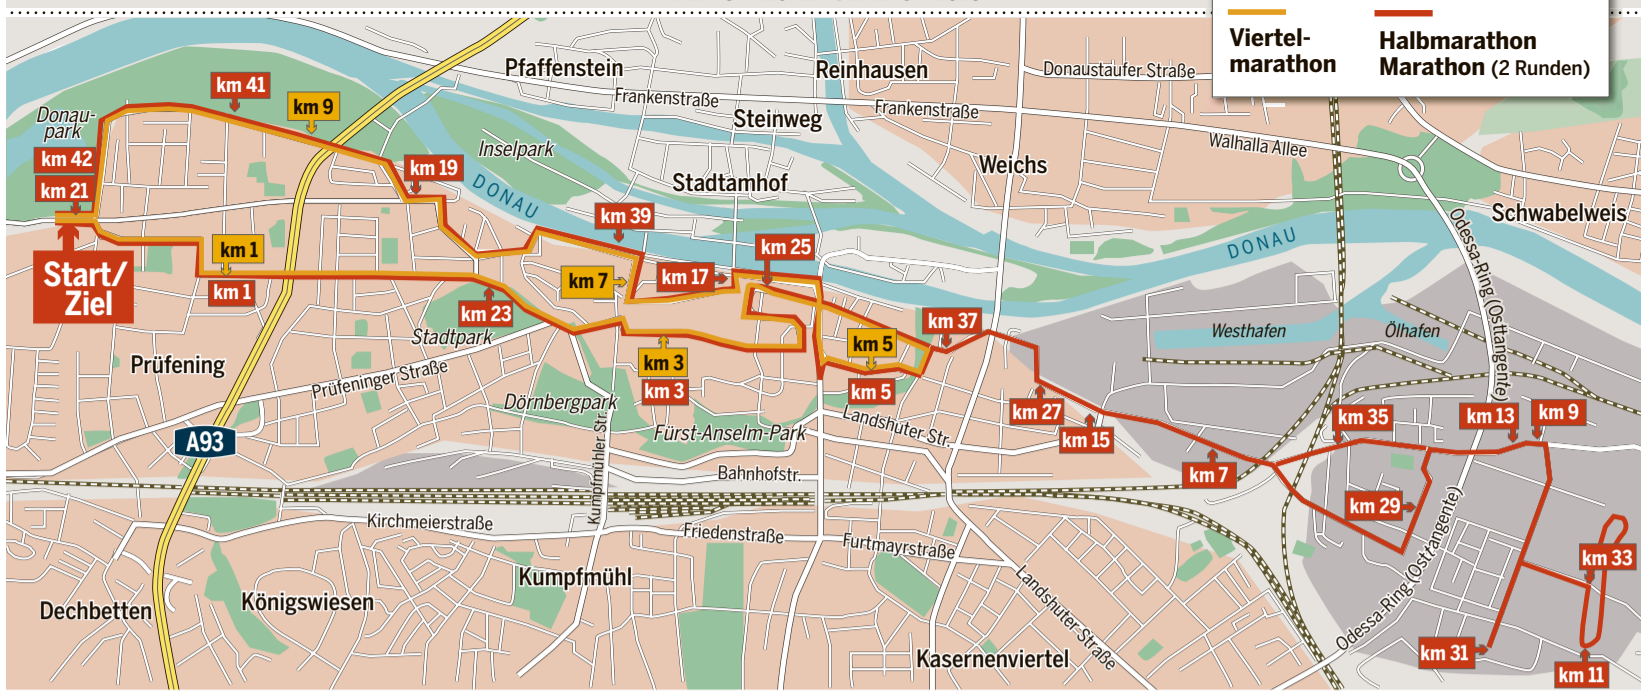 Viertel-
marathon
Halbmarathon
Marathon (2 Runden)
Pfaffenstein
Reinhausen
Donaustaufer Straße
Frankenstraße
Frankenstraße
km 41
km 9
Donau-
park
Steinweg
Walhalla Allee
Inselpark
km 42
km 19
Weichs
km 21
DONAU
Stadtamhof
Schwabelweis
km 39
Odessa-Ring (Osttangente)
DONAU
km 1
km 25
Start/
Ziel
km 7
km 17
km 1
km 23
km 37
Westhafen
Ölhafen
Stadtpark
km 5
Prüfening
km 3
Prüfeninger Straße
km 3
km 5
Dörnbergpark
km 27
km 35
km 13
km 9
Landshuter Str.
km 15
Fürst-Anselm-Park
A93
Kumpfmühler Str.
Bahnhofstr.
km 7
km 29
Kirchmeierstraße
Friedenstraße
Furtmayrstraße
Odessa-Ring (Osttangente)
km 33
Kumpfmühl
Landshuter-Straße
Dechbetten
Königswiesen
Kasernenviertel
km 31
km 11